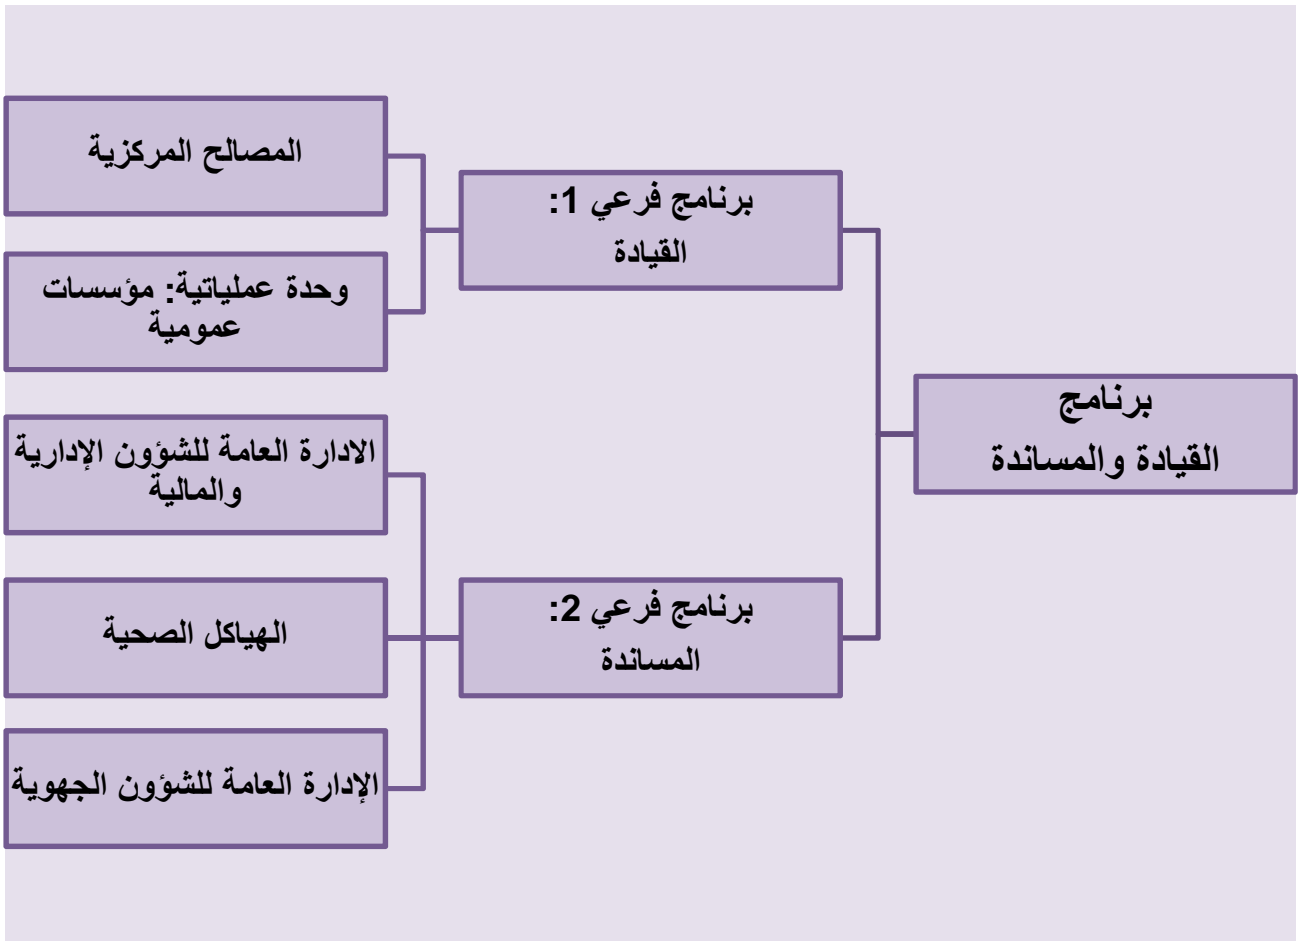 برنامج
القيادة والمساندة
برنامج فرعي 1:
القيادة
المصالح المركزية
وحدة عملياتية: مؤسسات
عمومية
برنامج فرعي 2:
المساندة
الادارة العامة للشؤون الإدارية
والمالية
الهياكل الصحية
الإدارة العامة للشؤون الجهوية